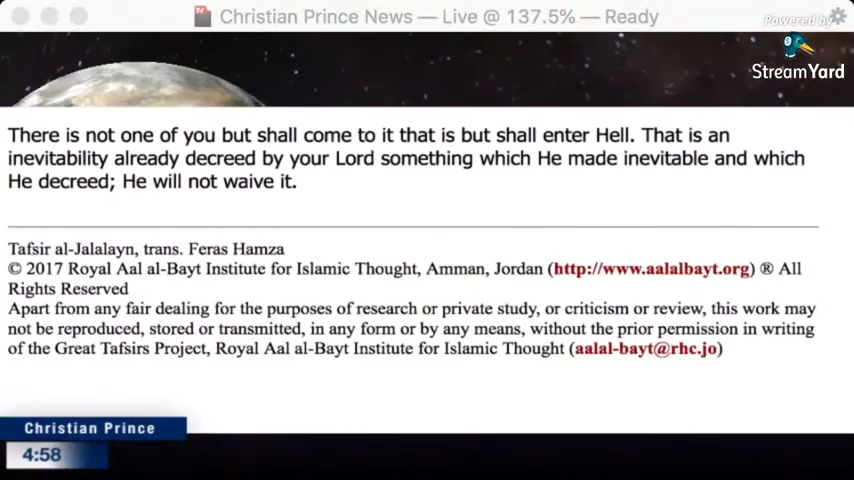 Christian Prince News — Live @ 137.5% — Ready
Powered by
StreamYard
There is not one of you but shall come to it that is but shall enter Hell. That is an
inevitability already decreed by your Lord something which He made inevitable and which
He decreed; He will not waive it.
Tafsir al-Jalalayn, trans. Feras Hamza
© 2017 Royal Aal al-Bayt Institute for Islamic Thought, Amman, Jordan (http://www.aalalbayt.org) ® All
Rights Reserved
Apart from any fair dealing for the purposes of research or private study, or criticism or review, this work may
not be reproduced, stored or transmitted, in any form or by any means, without the prior permission in writing
of the Great Tafsirs Project, Royal Aal al-Bayt Institute for Islamic Thought (aalal-bayt@rhc.jo)
Christian Prince
4:58